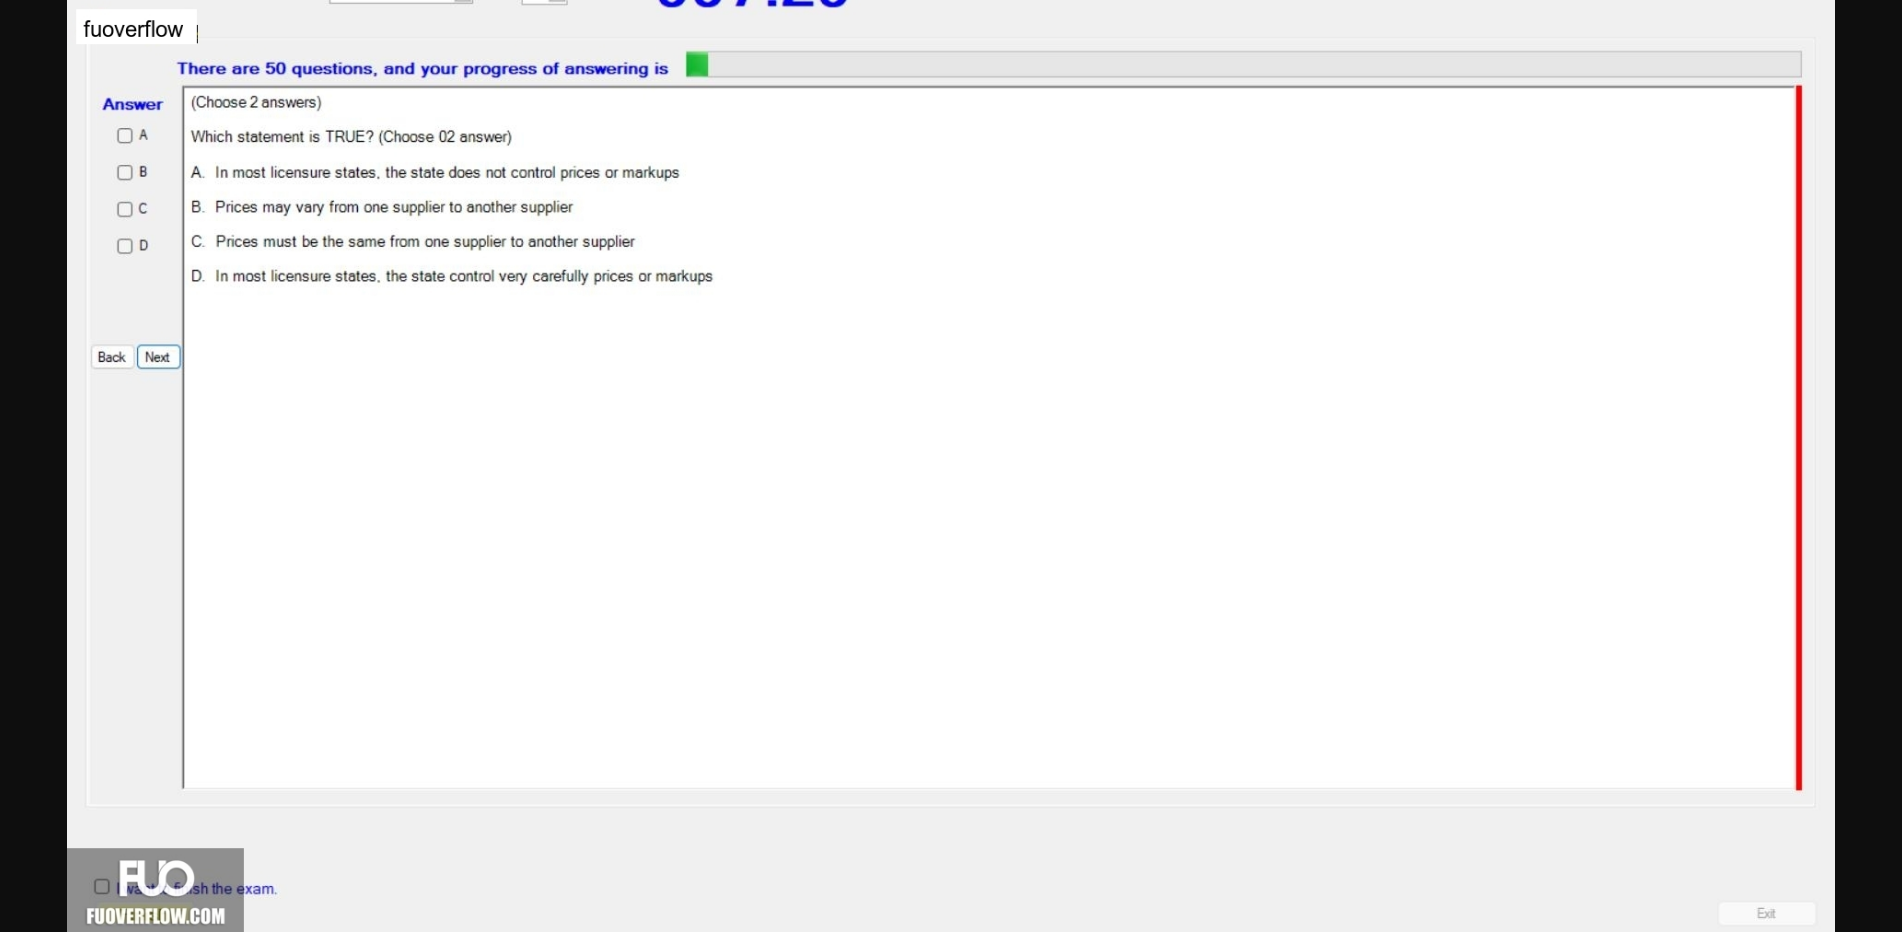 fuoverflow
There are 50 questions, and your progress of answering is
Answer
(Choose 2 answers)
A
Which statement is TRUE? (Choose 02 answer)
B
A. In most licensure states, the state does not control prices or markups
C
B. Prices may vary from one supplier to another supplier
D
C. Prices must be the same from one supplier to another supplier
D. In most licensure states, the state control very carefully prices or markups
Back Next
FUO
I want finish the exam.
FUOVERFLOW.COM
Exit